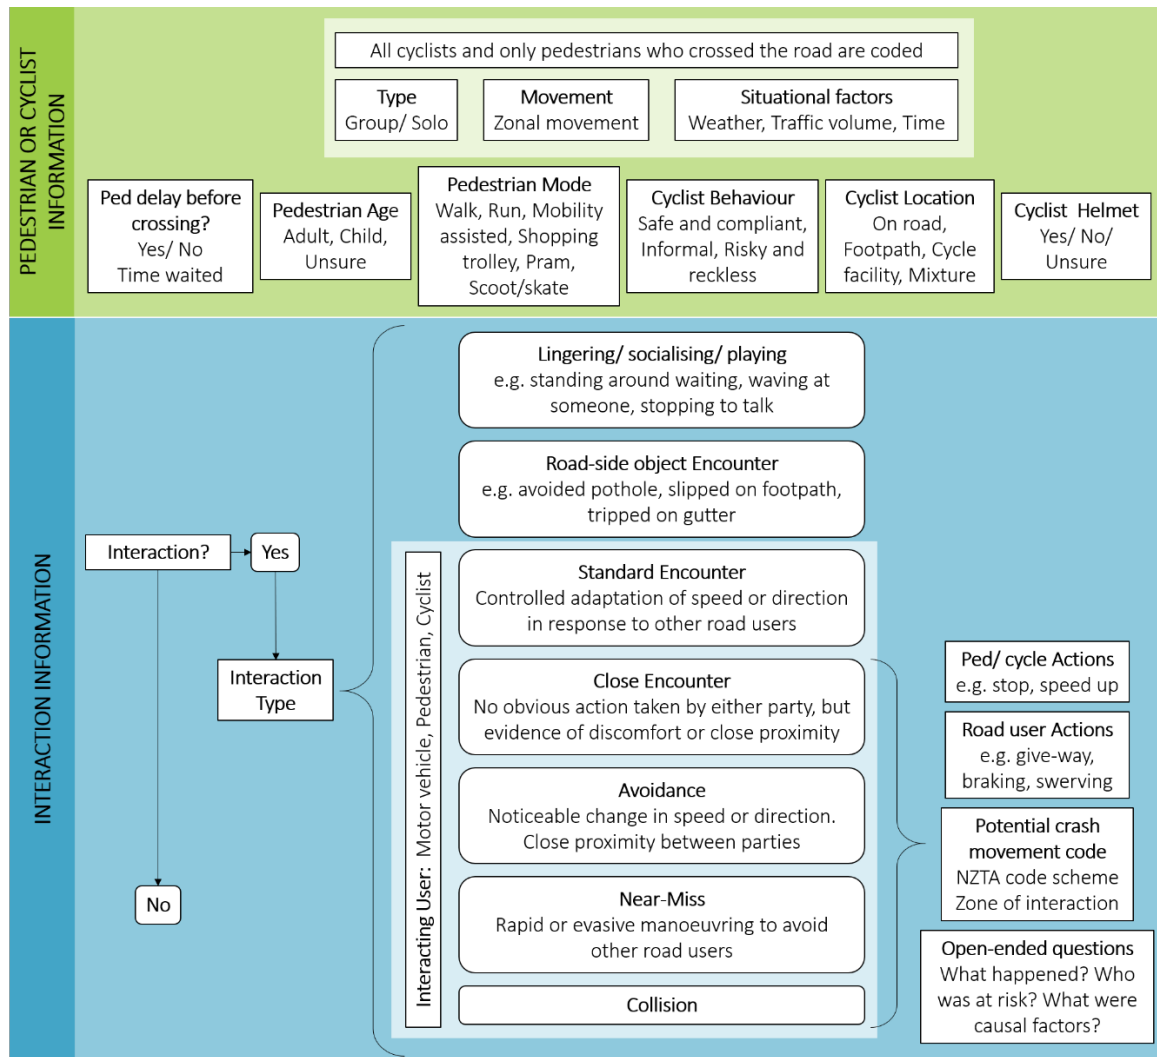 PEDESTRIAN OR CYCLIST
INFORMATION
All cyclists and only pedestrians who crossed the road are coded
Type
Group/ Solo
Movement
Zonal movement
Situational factors
Weather, Traffic volume, Time
Ped delay before
crossing?
Yes/ No
Time waited
Pedestrian Age
Adult, Child,
Unsure
Pedestrian Mode
Walk, Run, Mobility
assisted, Shopping
trolley, Pram,
Scoot/skate
Cyclist Behaviour
Safe and compliant,
Informal, Risky and
reckless
Cyclist Location
On road,
Footpath, Cycle
facility, Mixture
Cyclist Helmet
Yes/ No/
Unsure
INTERACTION INFORMATION
Interaction?
Yes
No
Interaction
Type
Lingering/ socialising/ playing
e.g. standing around waiting, waving at
someone, stopping to talk
Road-side object Encounter
e.g. avoided pothole, slipped on footpath,
tripped on gutter
Interacting User: Motor vehicle, Pedestrian, Cyclist
Standard Encounter
Controlled adaptation of speed or direction
in response to other road users
Close Encounter
No obvious action taken by either party, but
evidence of discomfort or close proximity
Avoidance
Noticeable change in speed or direction.
Close proximity between parties
Near-Miss
Rapid or evasive manoeuvring to avoid
other road users
Collision
Ped/ cycle Actions
e.g. stop, speed up
Road user Actions
e.g. give-way,
braking, swerving
Potential crash
movement code
NZTA code scheme
Zone of interaction
Open-ended questions
What happened? Who
was at risk? What were
causal factors?